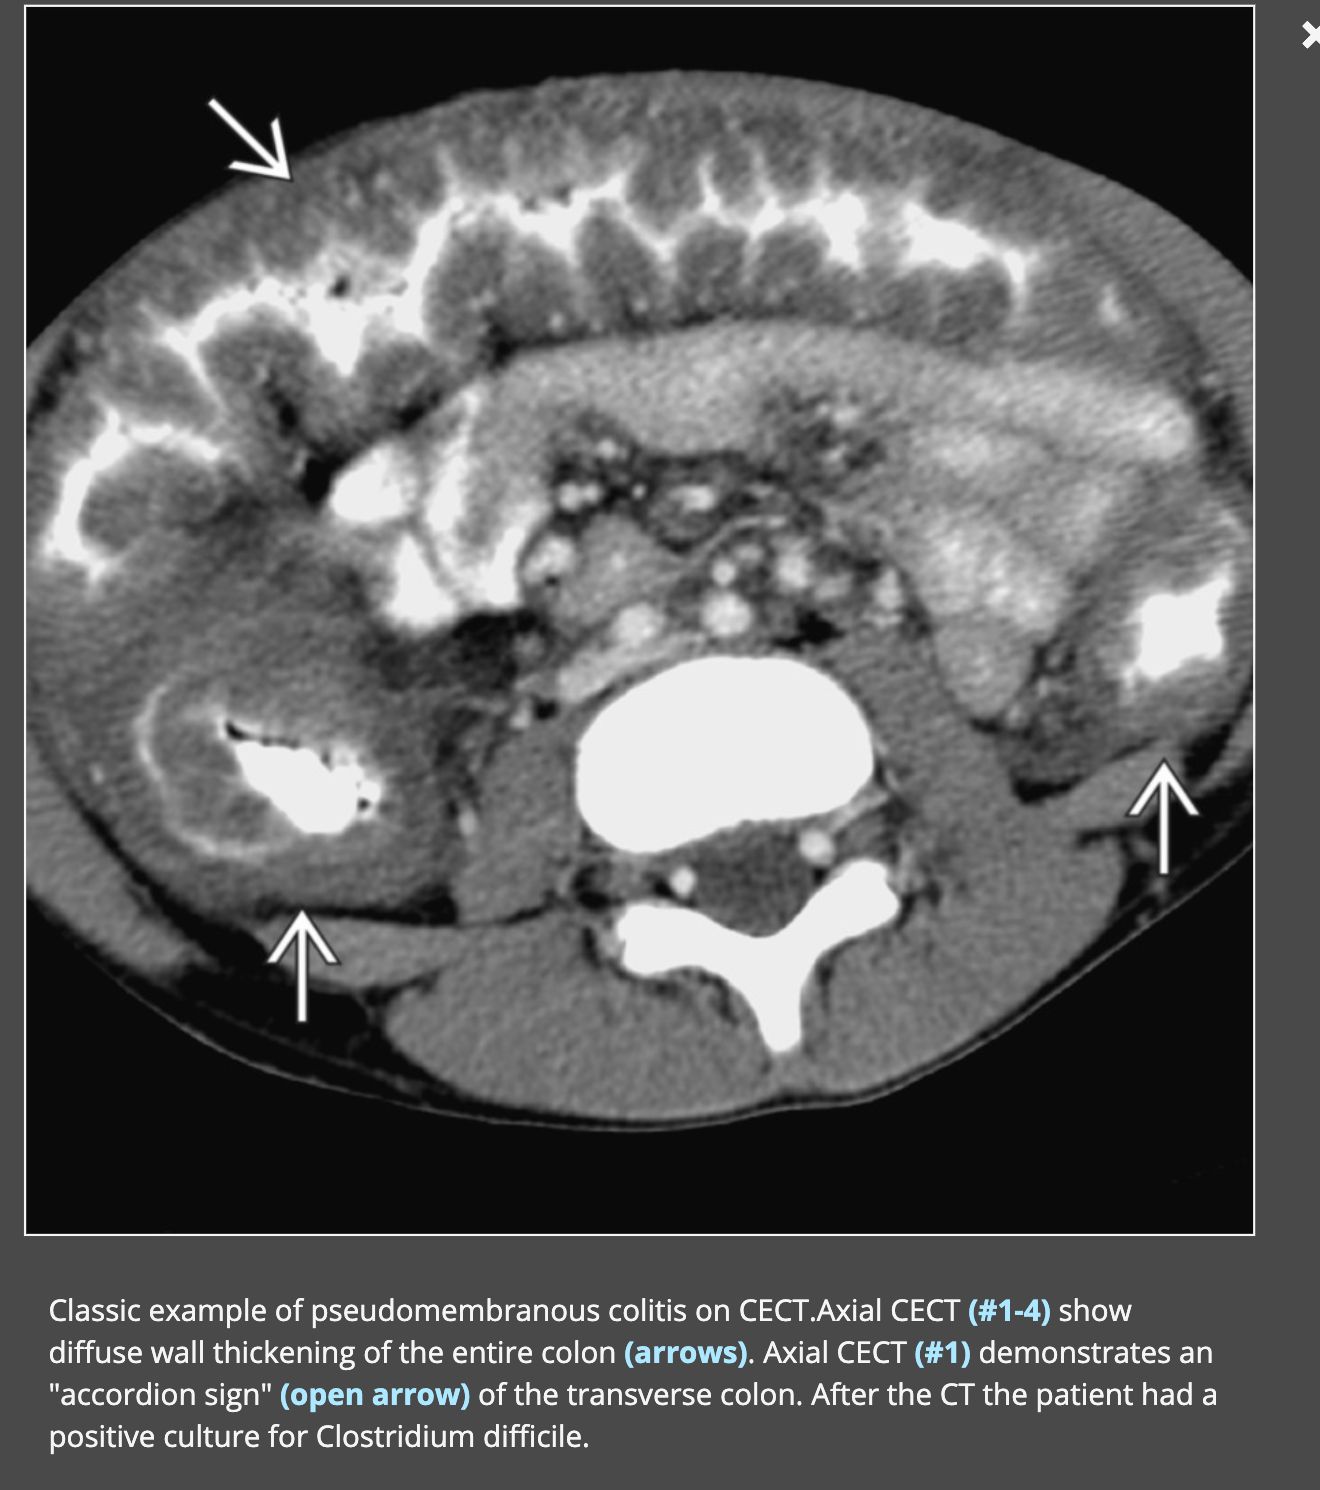 Classic example of pseudomembranous colitis on CECT.Axial CECT (#1-4) show
diffuse wall thickening of the entire colon (arrows). Axial CECT (#1) demonstrates an
"accordion sign" (open arrow) of the transverse colon. After the CT the patient had a
positive culture for Clostridium difficile.